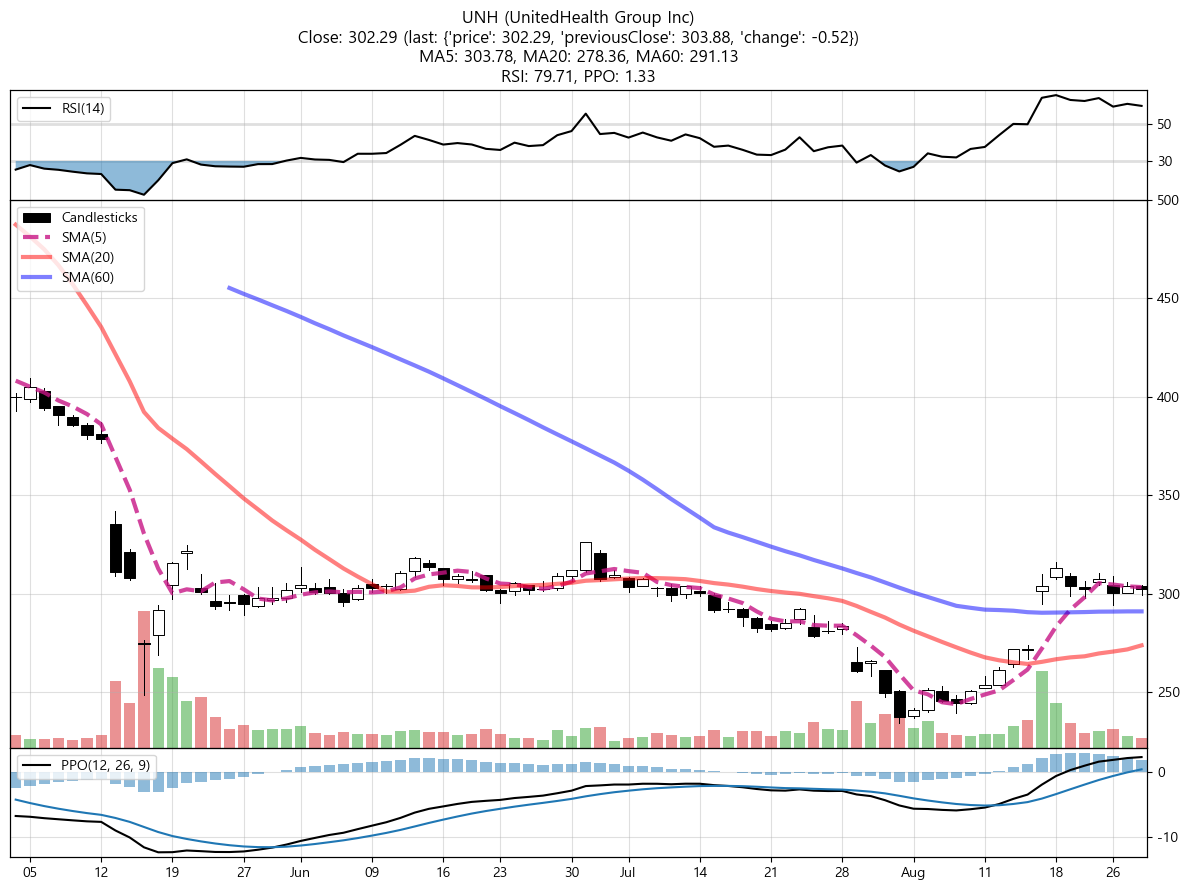 UNH (UnitedHealth Group Inc)
Close: 302.29 (last: {'price': 302.29, 'previousClose': 303.88, 'change': -0.52})
MA5: 303.78, MA20: 278.36, MA60: 291.13
RSI: 79.71, PPO: 1.33
RSI(14)
50
30
500
Candlesticks
SMA(5)
SMA(20)
SMA(60)
450
400
350
300
250
PPO(12, 26, 9)
0
-10
05 12 19 27 Jun 09 16 23 30 Jul 14 21 28 Aug 11 18 26